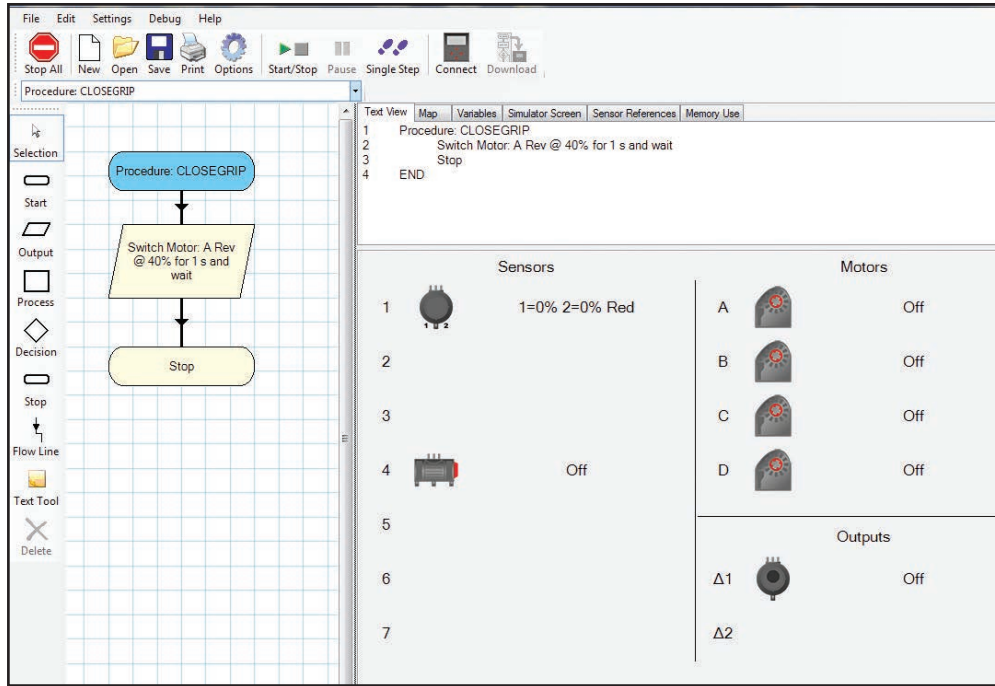 File Edit Settings Debug Help
Stop All New Open Save Print Options Start/Stop Pause Single Step Connect Download
Procedure: CLOSEGRIP
Selection
Start
Output
Process
Decision
Stop
Flow Line
Text Tool
Delete
Procedure: CLOSEGRIP
Switch Motor: A Rev
@ 40% for 1 s and
wait
Stop
Text View Map Variables Simulator Screen Sensor References Memory Use
1 Procedure: CLOSEGRIP
2 Switch Motor: A Rev @ 40% for 1 s and wait
3 Stop
4 END
Sensors
1 1=0% 2=0% Red
1 2
2
3
4 Off
5
6
7
Motors
A Off
B Off
C Off
D Off
Outputs
Δ1 Off
Δ2